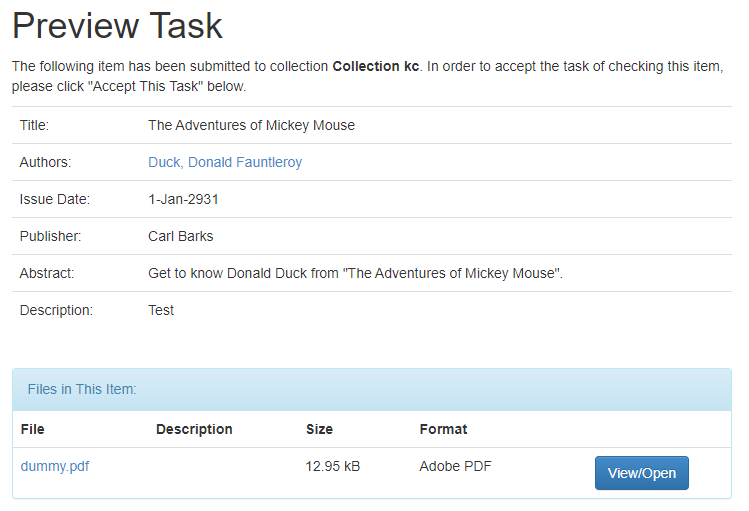 Preview Task
The following item has been submitted to collection Collection kc. In order to accept the task of checking this item,
please click "Accept This Task" below.
Title: The Adventures of Mickey Mouse
Authors: Duck, Donald Fauntleroy
Issue Date: 1-Jan-2931
Publisher: Carl Barks
Abstract: Get to know Donald Duck from "The Adventures of Mickey Mouse".
Description: Test
Files in This Item:
File Description Size Format
dummy.pdf 12.95 kB Adobe PDF View/Open